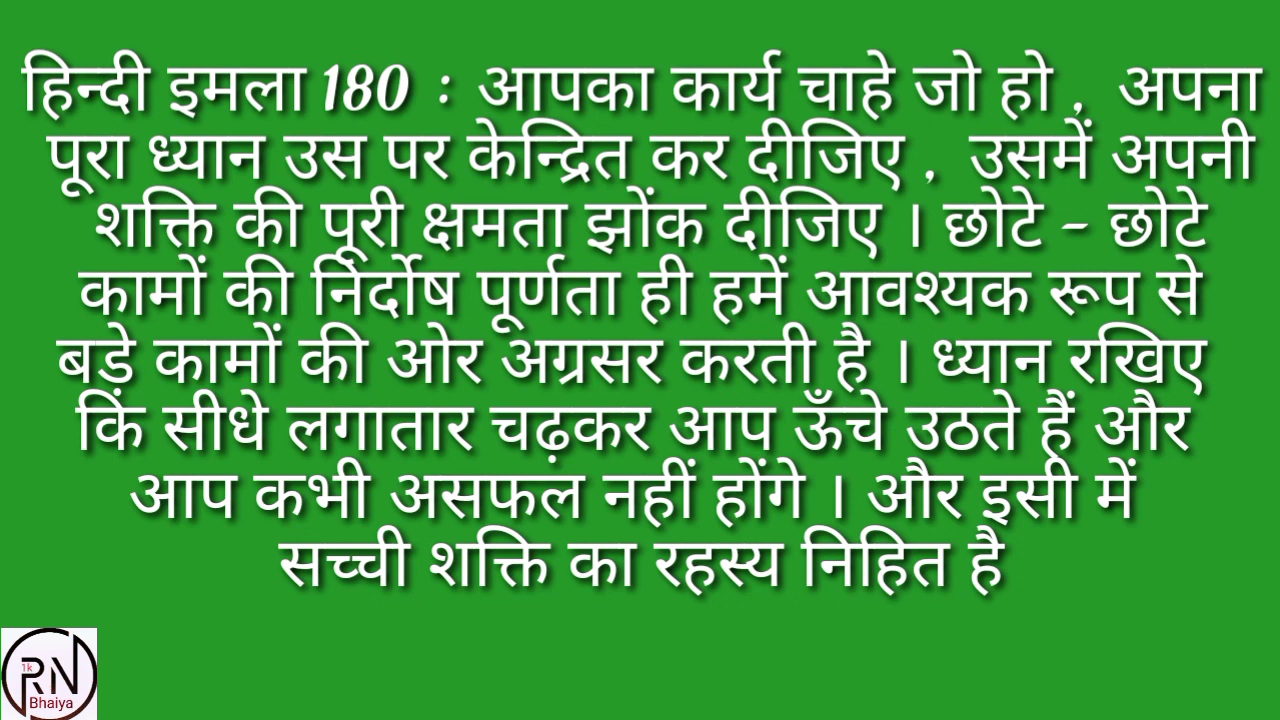 हिन्दी इमला 180 : आपका कार्य चाहे जो हो , अपना
पूरा ध्यान उस पर केन्द्रित कर दीजिए , उसमें अपनी
शक्ति की पूरी क्षमता झोंक दीजिए । छोटे - छोटे
कामों की निर्दोष पूर्णता ही हमें आवश्यक रूप से
बड़े कामों की ओर अग्रसर करती है । ध्यान रखिए
कि सीधे लगातार चढ़कर आप ऊँचे उठते हैं और
आप कभी असफल नहीं होंगे । और इसी में
सच्ची शक्ति का रहस्य निहित है
1k
RN
Bhaiya